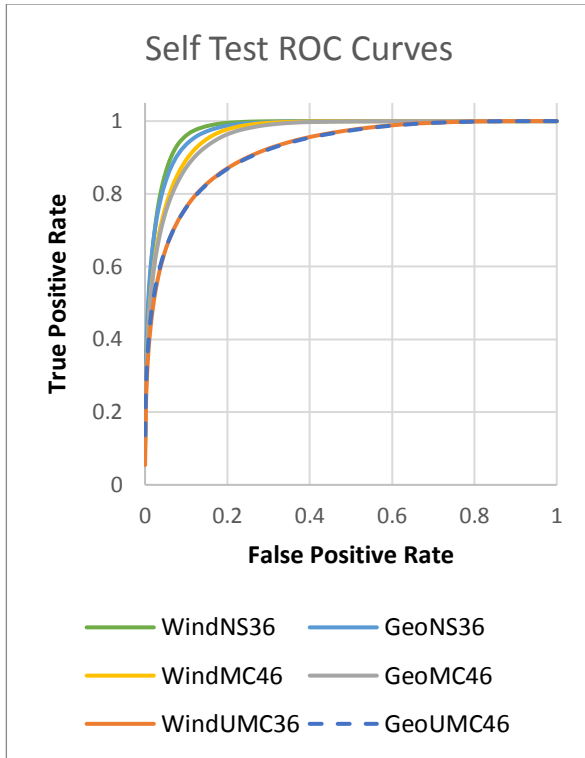 Self Test ROC Curves
1
0.8
0.6
0.4
0.2
0
True Positive Rate
0 0.2 0.4 0.6 0.8 1
False Positive Rate
WindNS36 GeoNS36
WindMC46 GeoMC46
WindUMC36 GeoUMC46